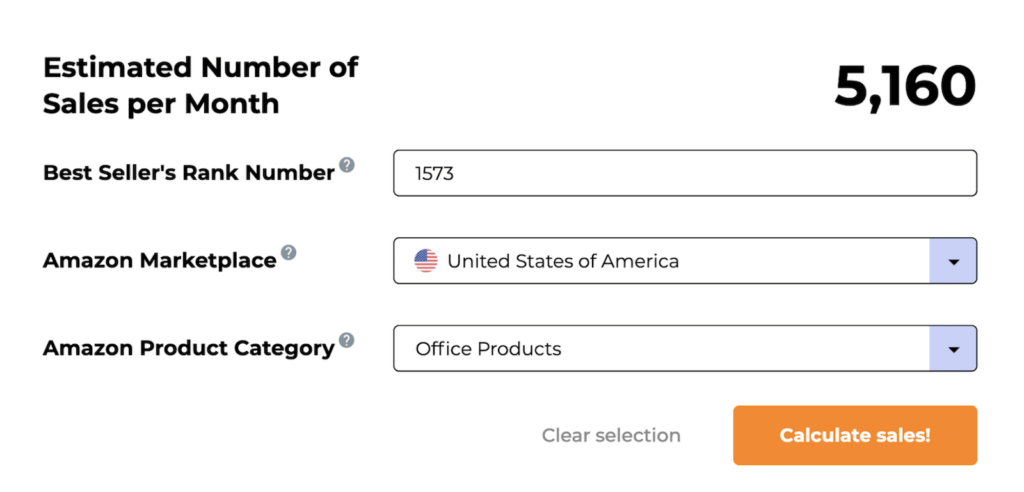 Estimated Number of
Sales per Month
5,160
Best Seller's Rank Number ?
1573
Amazon Marketplace ?
United States of America
Amazon Product Category ?
Office Products
Clear selection
Calculate sales!